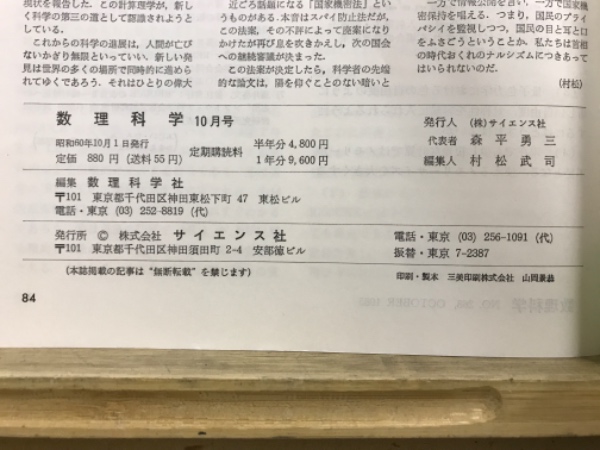 現状を報告した．この計算理学が，新し
く科学の第三の道として認識されようと
している．
これからの科学の進展は，人間が亡び
ないかぎり無限といっていい．新しい発
見は世界の多くの場所で同時的に進めら
れてゆくであろう．それはひとりの偉大
近ごろ話題になる「国家機密法」とい
うものがある．本音はスパイ防止法だが，
この法案，その不評によって廃案になり
かけたが再び息を吹きかえし，次の国会
への継続審議が決まった．
この法案が決定したら，科学者の先端
的な論文は，陽を仰ぐことのない暗いと
一方で情報公開を言い，一方で国家機
密保持を唱える．つまり，国民のプライ
バシイを監視しつつ，国民の目と耳と口
をふさごうということか．私たちは首相
の時代おくれのナルシズムにつきあって
はいられないのだ．
(村松)
数理科学 10月号
昭和60年10月1日発行
定価 880円（送料55円）
定期購読料
半年分 4,800円
1年分 9,600円
発行人 （株）サイエンス社
代表者 森平勇三
編集人 村松武司
編集 数理科学社
〒101 東京都千代田区神田東松下町 47 東松ビル
電話・東京 (03) 252-8819（代）
発行所 © 株式会社 サイエンス社
〒101 東京都千代田区神田須田町 2-4 安部徳ビル
電話・東京 (03) 256-1091（代）
振替・東京 7-2387
（本誌掲載の記事は“無断転載”を禁じます）
印刷・製本 三美印刷株式会社 山岡景恭
84